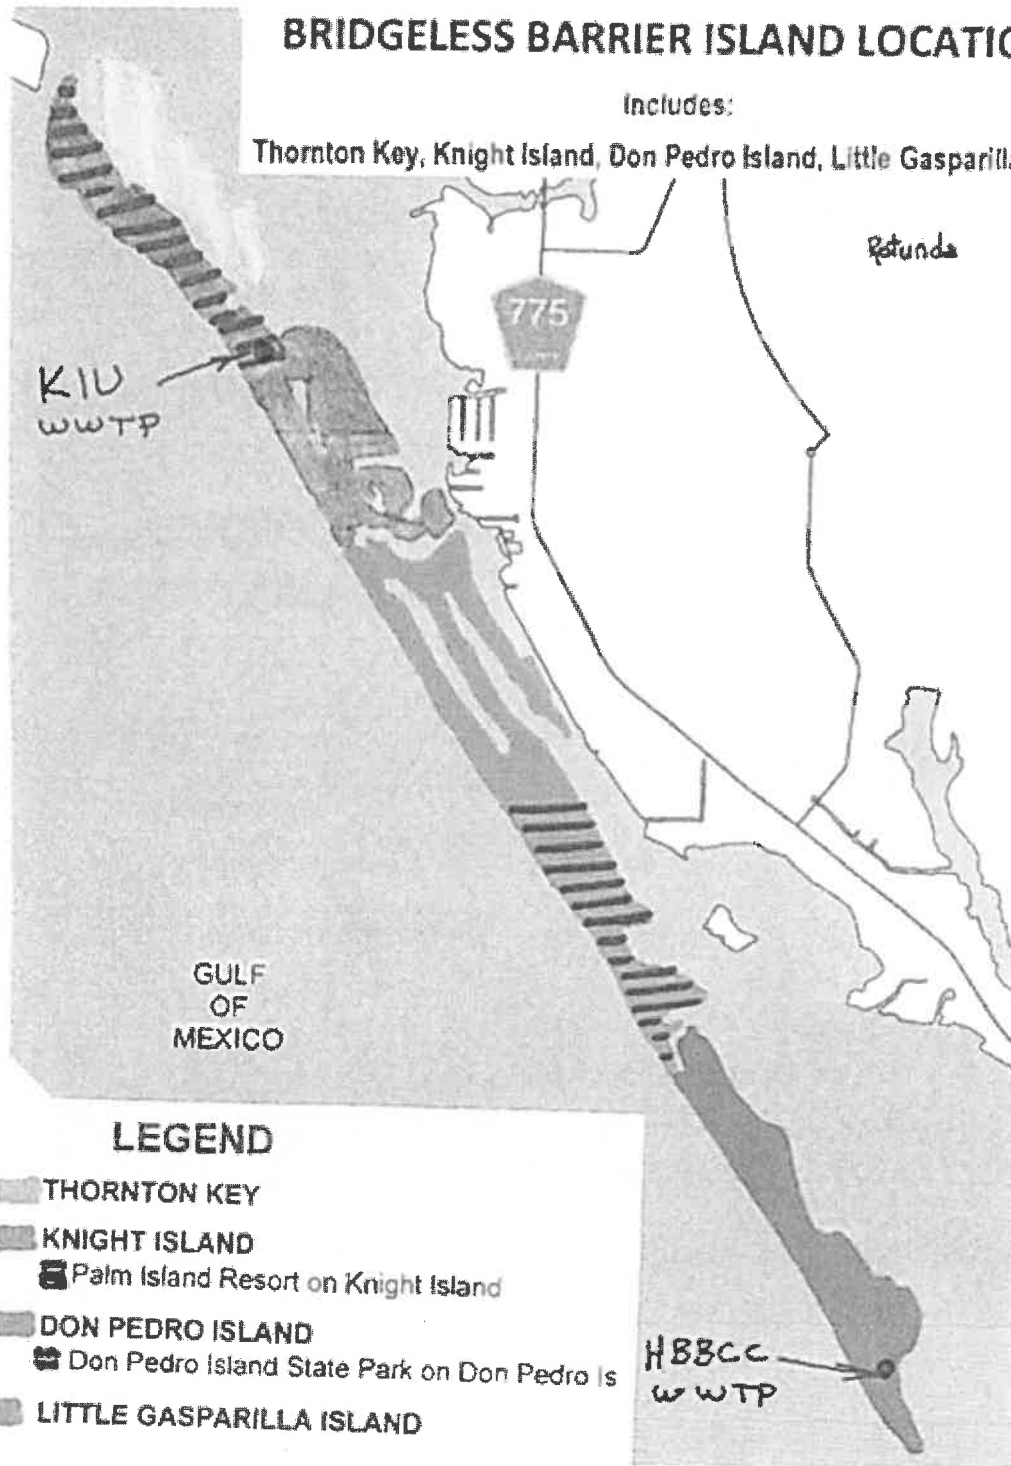 BRIDGELESS BARRIER ISLAND LOCATIO
Includes:
Thornton Key, Knight Island, Don Pedro Island, Little Gasparill
Rotunda
775
KIU
WWTP
GULF
OF
MEXICO
LEGEND
THORNTON KEY
KNIGHT ISLAND
Palm Island Resort on Knight Island
DON PEDRO ISLAND
Don Pedro Island State Park on Don Pedro Is
LITTLE GASPARILLA ISLAND
HBBCC
WWTP